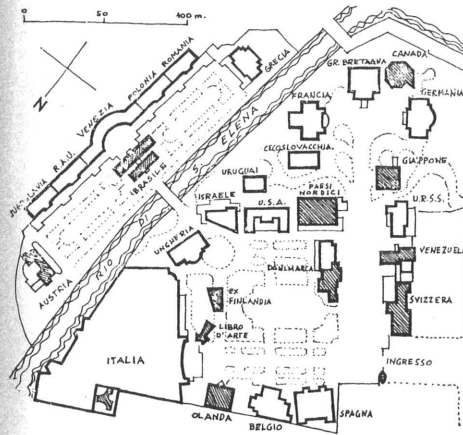 0 50 100 m.
N
JUGOSLAVIA R.A.U. VENEZIA POLONIA ROMANIA
GRECIA
BRASILE
AUSTRIA
RIO DI S. ELENA
GR. BRETAGNA
CANADA'
FRANCIA
GERMANIA
CECOSLOVACCHIA
URUGUAI
GIAPPONE
ISRAELE
U.S.A.
PAESI
NORDICI
U.R.S.S.
UNGHERIA
DANIMARCA
VENEZUELA
SVIZZERA
EX
FINLANDIA
LIBRO
D'ARTE
ITALIA
INGRESSO
OLANDA
BELGIO
SPAGNA